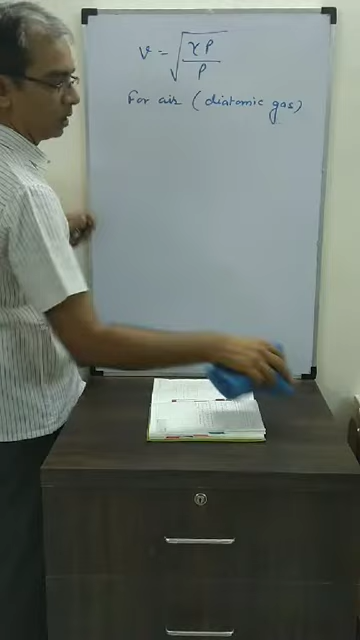 v = √(γP/ρ)
For air (diatomic gas)